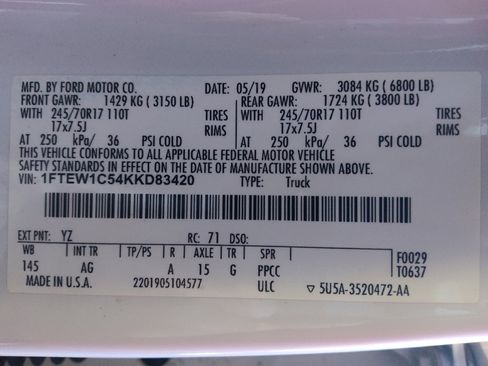 MFD. BY FORD MOTOR CO. DATE: 05/19 GVWR: 3084 KG ( 6800 LB)
FRONT GAWR: 1429 KG ( 3150 LB) REAR GAWR: 1724 KG ( 3800 LB)
WITH 245/70R17 110T TIRES WITH 245/70R17 110T TIRES
17x7.5J RIMS 17x7.5J RIMS
AT 250 kPa/ 36 PSI COLD AT 250 kPa/ 36 PSI COLD
THIS VEHICLE CONFORMS TO ALL APPLICABLE FEDERAL MOTOR VEHICLE
SAFETY STANDARDS IN EFFECT ON THE DATE OF MANUFACTURE SHOWN ABOVE.
VIN: 1FTEW1C54KKD83420 TYPE: Truck
EXT PNT: YZ RC: 71 DSO:
WB INT TR TP/PS R AXLE TR SPR F0029
145 AG A 15 G PPCC T0637
MADE IN U.S.A. 2201905104577 ULC ▽ 5U5A-3520472-AA